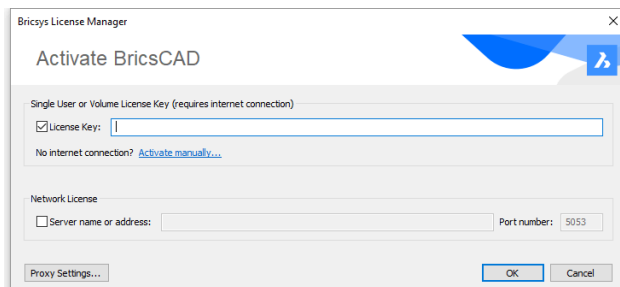 Bricsys License Manager
Activate BricsCAD
Single User or Volume License Key (requires internet connection)
License Key:
No internet connection? Activate manually...
Network License
Server name or address:
Port number: 5053
Proxy Settings...
OK
Cancel